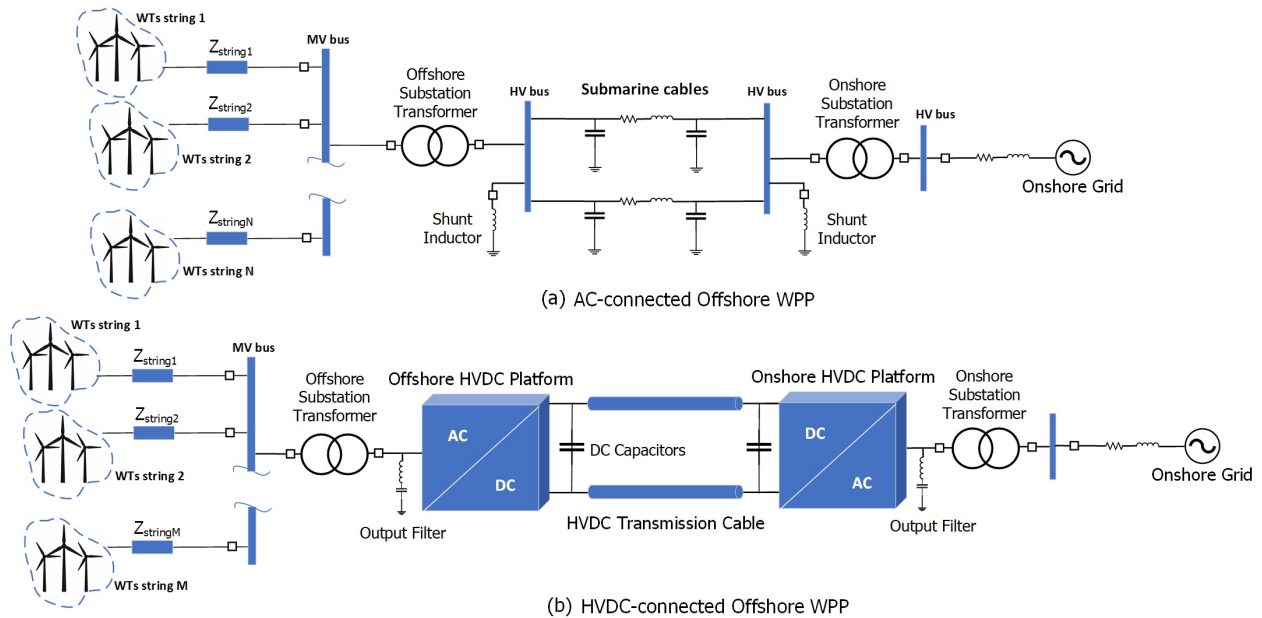 WTs string 1
Zstring1
MV bus
Zstring2
WTs string 2
ZstringN
WTs string N
Offshore
Substation
Transformer
HV bus
Submarine cables
HV bus
Onshore
Substation
Transformer
HV bus
Onshore Grid
Shunt
Inductor
Shunt
Inductor
(a) AC-connected Offshore WPP
WTs string 1
Zstring1
MV bus
Zstring2
WTs string 2
ZstringM
WTs string M
Offshore
Substation
Transformer
Output Filter
Offshore HVDC Platform
AC
DC
DC Capacitors
HVDC Transmission Cable
Onshore HVDC Platform
DC
AC
Output Filter
Onshore
Substation
Transformer
Onshore Grid
(b) HVDC-connected Offshore WPP